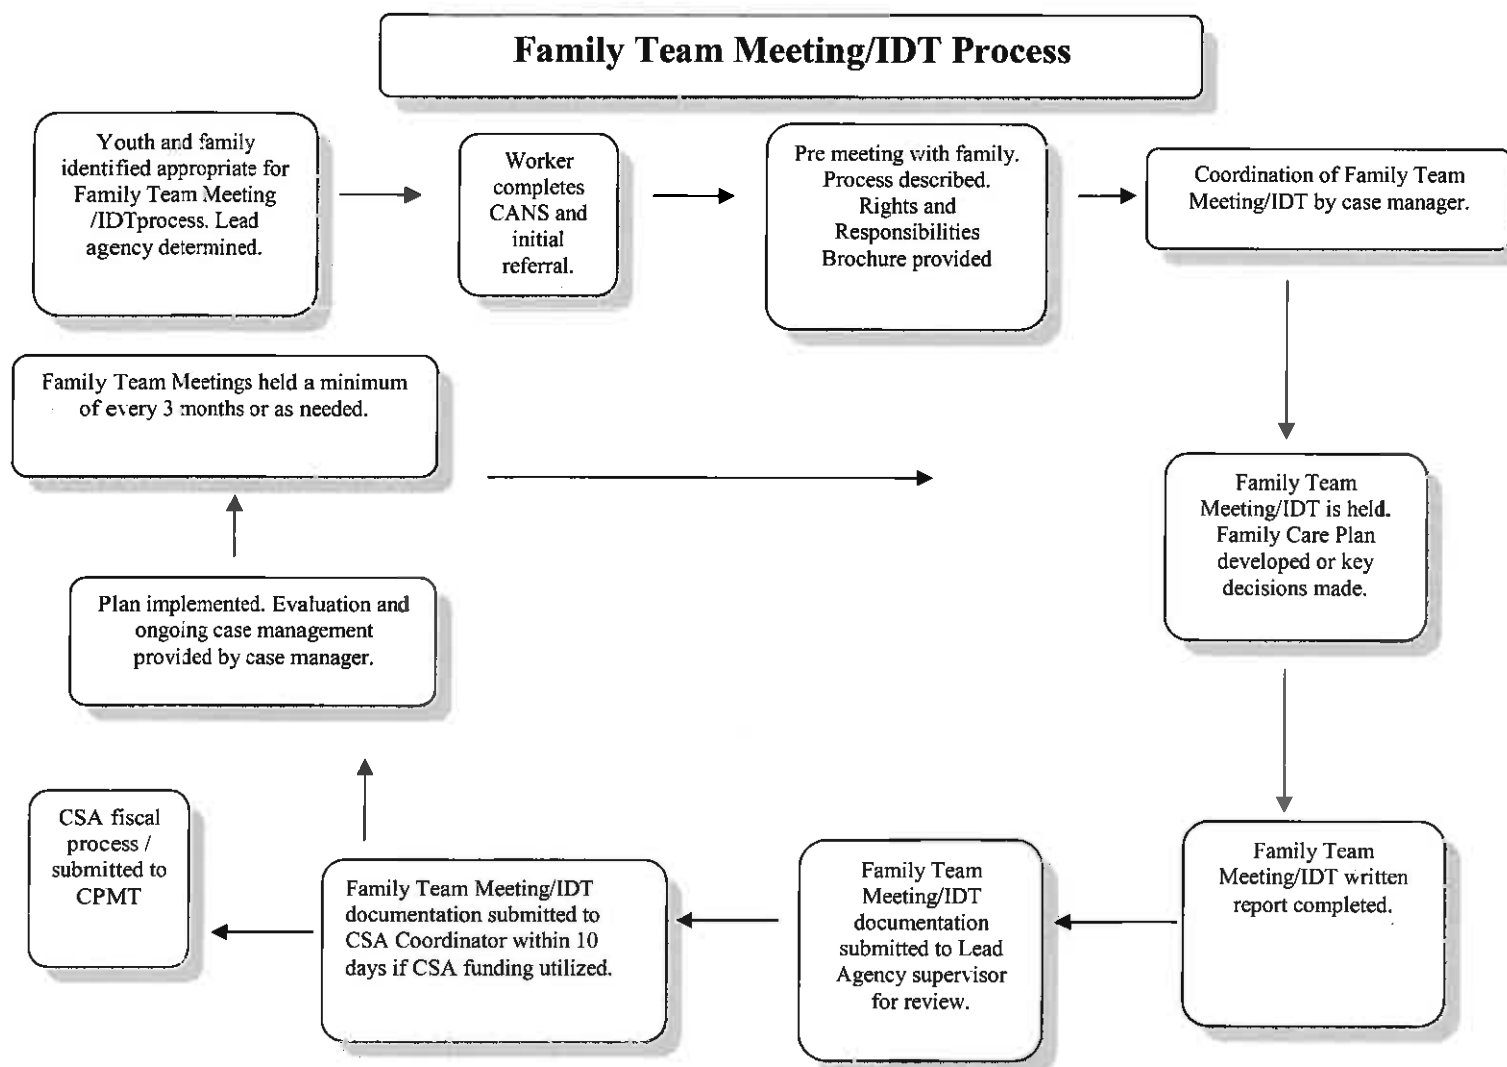 Family Team Meeting/IDT Process
Youth and family
identified appropriate for
Family Team Meeting
/IDTprocess. Lead
agency determined.
Worker
completes
CANS and
initial
referral.
Pre meeting with family.
Process described.
Rights and
Responsibilities
Brochure provided
Coordination of Family Team
Meeting/IDT by case manager.
Family Team Meetings held a minimum
of every 3 months or as needed.
Family Team
Meeting/IDT is held.
Family Care Plan
developed or key
decisions made.
Plan implemented. Evaluation and
ongoing case management
provided by case manager.
CSA fiscal
process /
submitted to
CPMT
Family Team Meeting/IDT
documentation submitted to
CSA Coordinator within 10
days if CSA funding utilized.
Family Team
Meeting/IDT
documentation
submitted to Lead
Agency supervisor
for review.
Family Team
Meeting/IDT written
report completed.